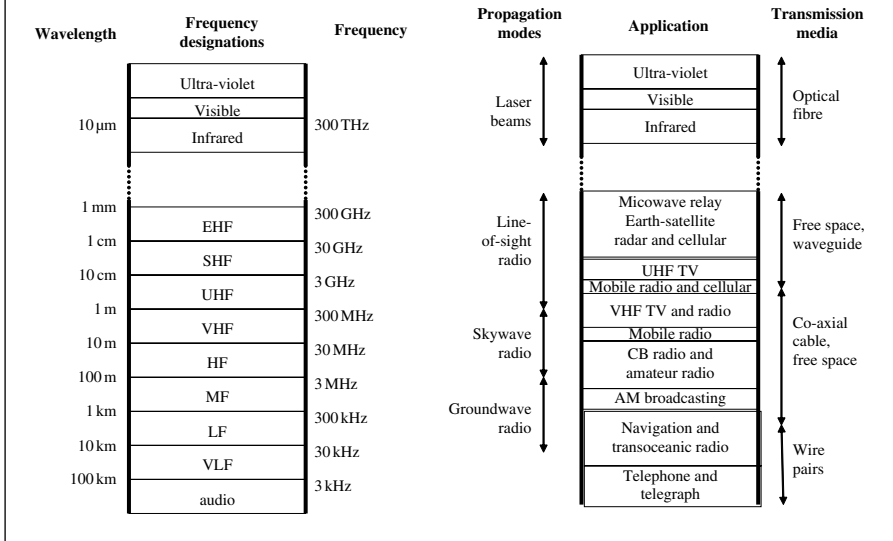 Wavelength
Frequency
designations
Frequency
Ultra-violet
Visible
Infrared
10 μm
300 THz
1 mm
300 GHz
EHF
1 cm
30 GHz
SHF
10 cm
3 GHz
UHF
1 m
300 MHz
VHF
10 m
30 MHz
HF
100 m
3 MHz
MF
1 km
300 kHz
LF
10 km
30 kHz
VLF
100 km
3 kHz
audio
Propagation
modes
Application
Transmission
media
Laser
beams
Ultra-violet
Visible
Infrared
Optical
fibre
Line-
of-sight
radio
Micowave relay
Earth-satellite
radar and cellular
Free space,
waveguide
UHF TV
Mobile radio and cellular
VHF TV and radio
Skywave
radio
Mobile radio
CB radio and
amateur radio
Co-axial
cable,
free space
Groundwave
radio
AM broadcasting
Navigation and
transoceanic radio
Wire
pairs
Telephone and
telegraph